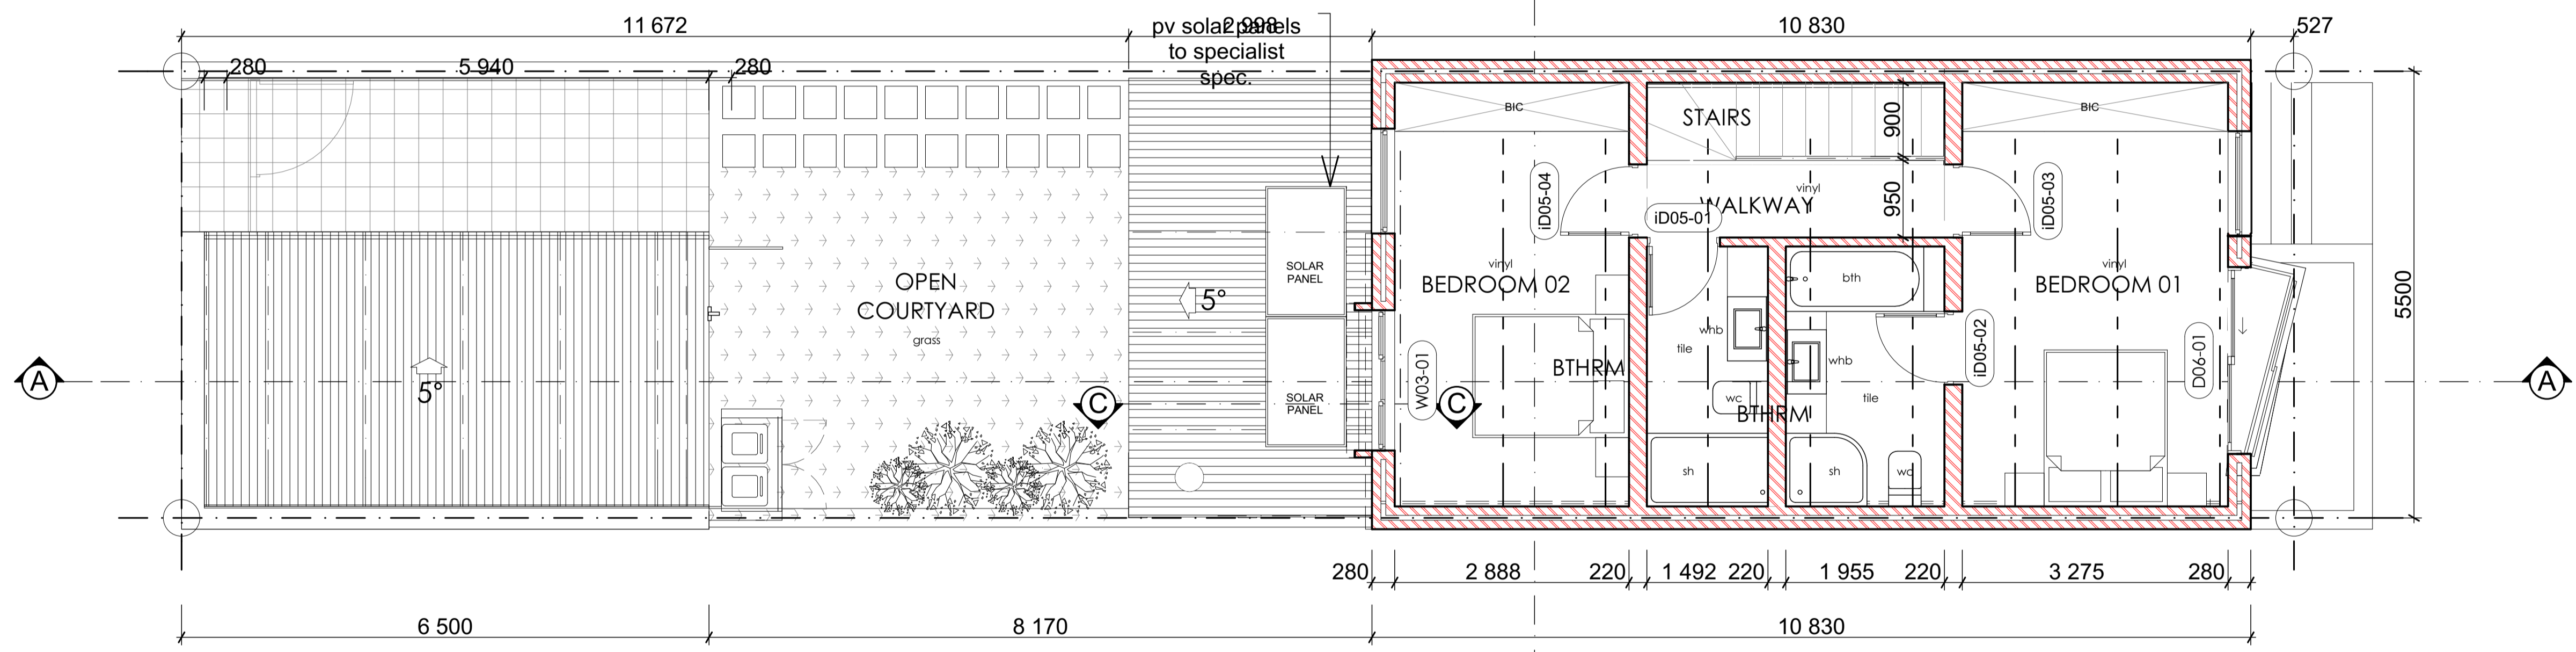 11 672
2 998
10 830
527
pv solar panels
to specialist
spec.
280
5 940
280
BIC
BIC
STAIRS
900
iD05-04
iD05-03
vinyl
WALKWAY
950
iD05-01
OPEN
COURTYARD
grass
5°
SOLAR
PANEL
vinyl
BEDROOM 02
bth
vinyl
BEDROOM 01
5500
whb
tile
whb
iD05-02
D06-01
W03-01
BTHRM
A
5°
C
SOLAR
PANEL
C
wc
BTHRM
tile
A
sh
sh
wc
280
2 888
220
1 492
220
1 955
220
3 275
280
6 500
8 170
10 830